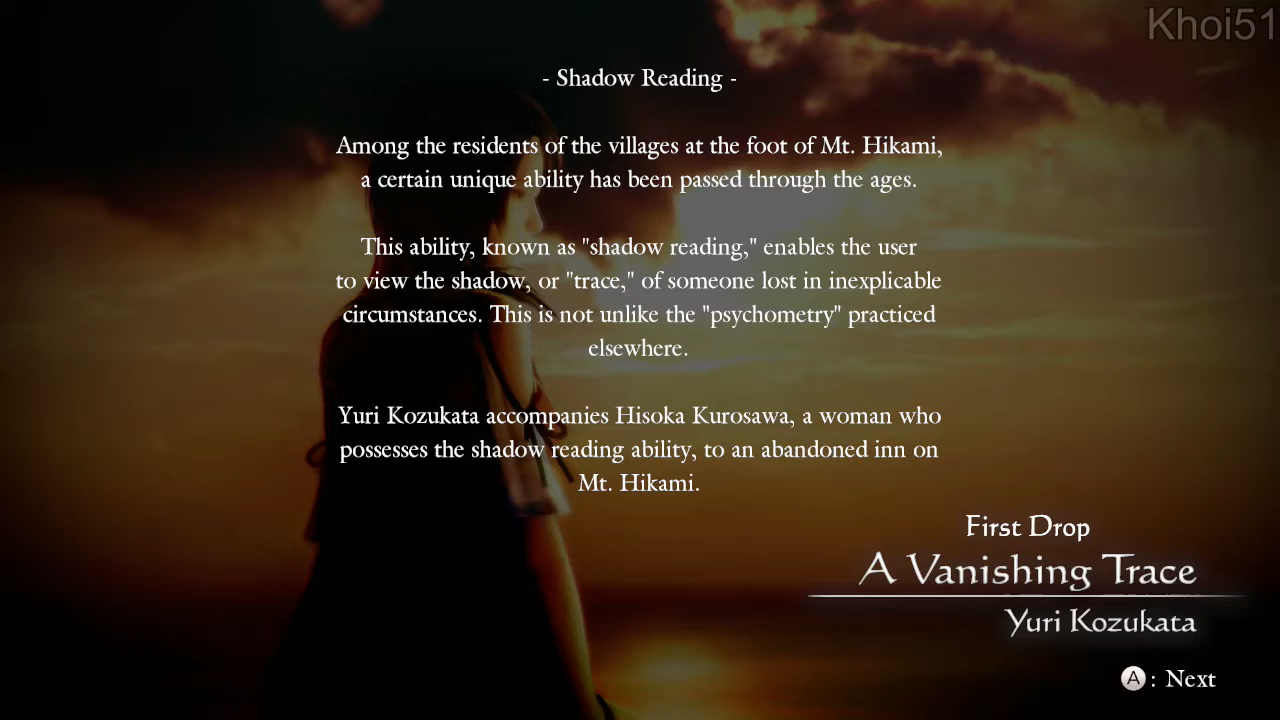 Khoi51
- Shadow Reading -
Among the residents of the villages at the foot of Mt. Hikami,
a certain unique ability has been passed through the ages.
This ability, known as "shadow reading," enables the user
to view the shadow, or "trace," of someone lost in inexplicable
circumstances. This is not unlike the "psychometry" practiced
elsewhere.
Yuri Kozukata accompanies Hisoka Kurosawa, a woman who
possesses the shadow reading ability, to an abandoned inn on
Mt. Hikami.
First Drop
A Vanishing Trace
Yuri Kozukata
A : Next